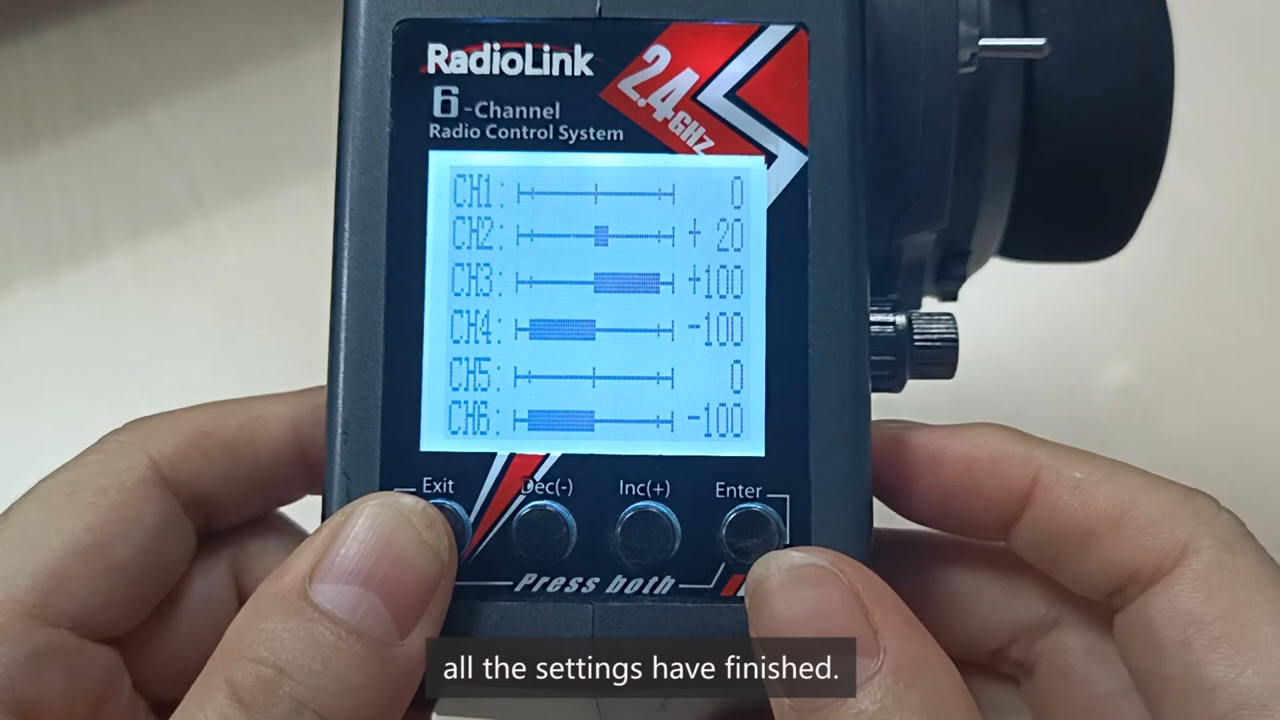 RadioLink
6-Channel
Radio Control System
2.4GHz
CH1: 0
CH2: + 20
CH3: +100
CH4: -100
CH5: 0
CH6: -100
Exit Dec(-) Inc(+) Enter
Press both
all the settings have finished.